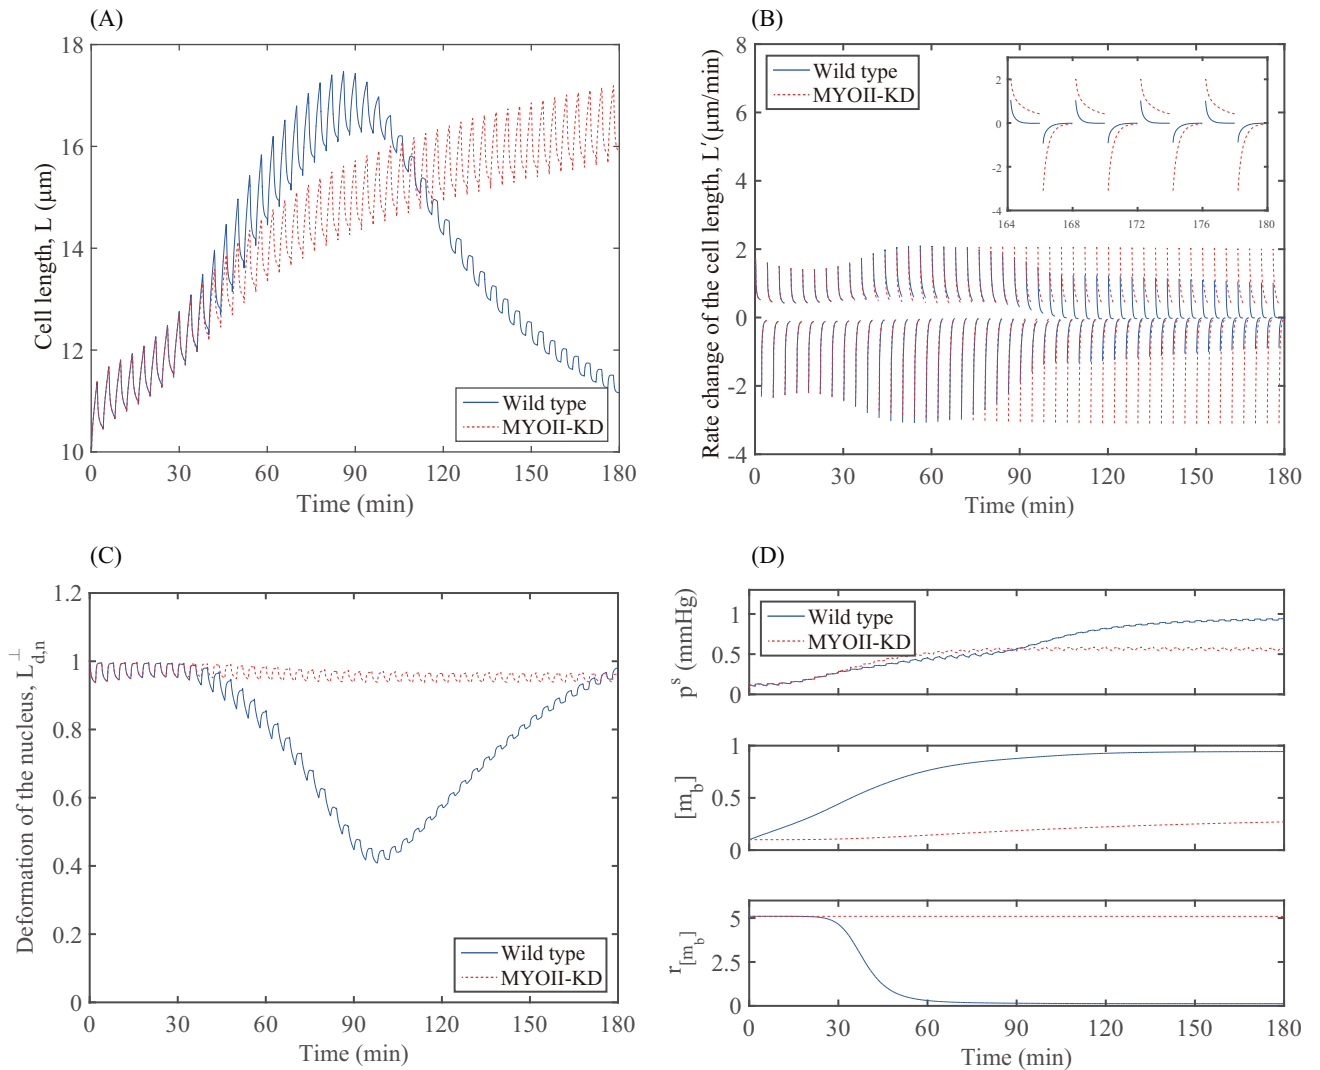 (A)
18
16
14
12
10
Cell length, L (μm)
0 30 60 90 120 150 180
Time (min)
Wild type
MYOII-KD
(B)
8
6
4
2
0
-2
-4
Rate change of the cell length, L′(μm/min)
0 30 60 90 120 150 180
Time (min)
Wild type
MYOII-KD
2
0
-2
-4
164 168 172 176 180
(C)
1.2
1
0.8
0.6
0.4
0.2
0
Deformation of the nucleus, L⊥d,n
0 30 60 90 120 150 180
Time (min)
Wild type
MYOII-KD
(D)
1
0.5
0
pˢ (mmHg)
Wild type
MYOII-KD
1
0.5
0
[m_b]
5
2.5
0
r_[m_b]
0 30 60 90 120 150 180
Time (min)